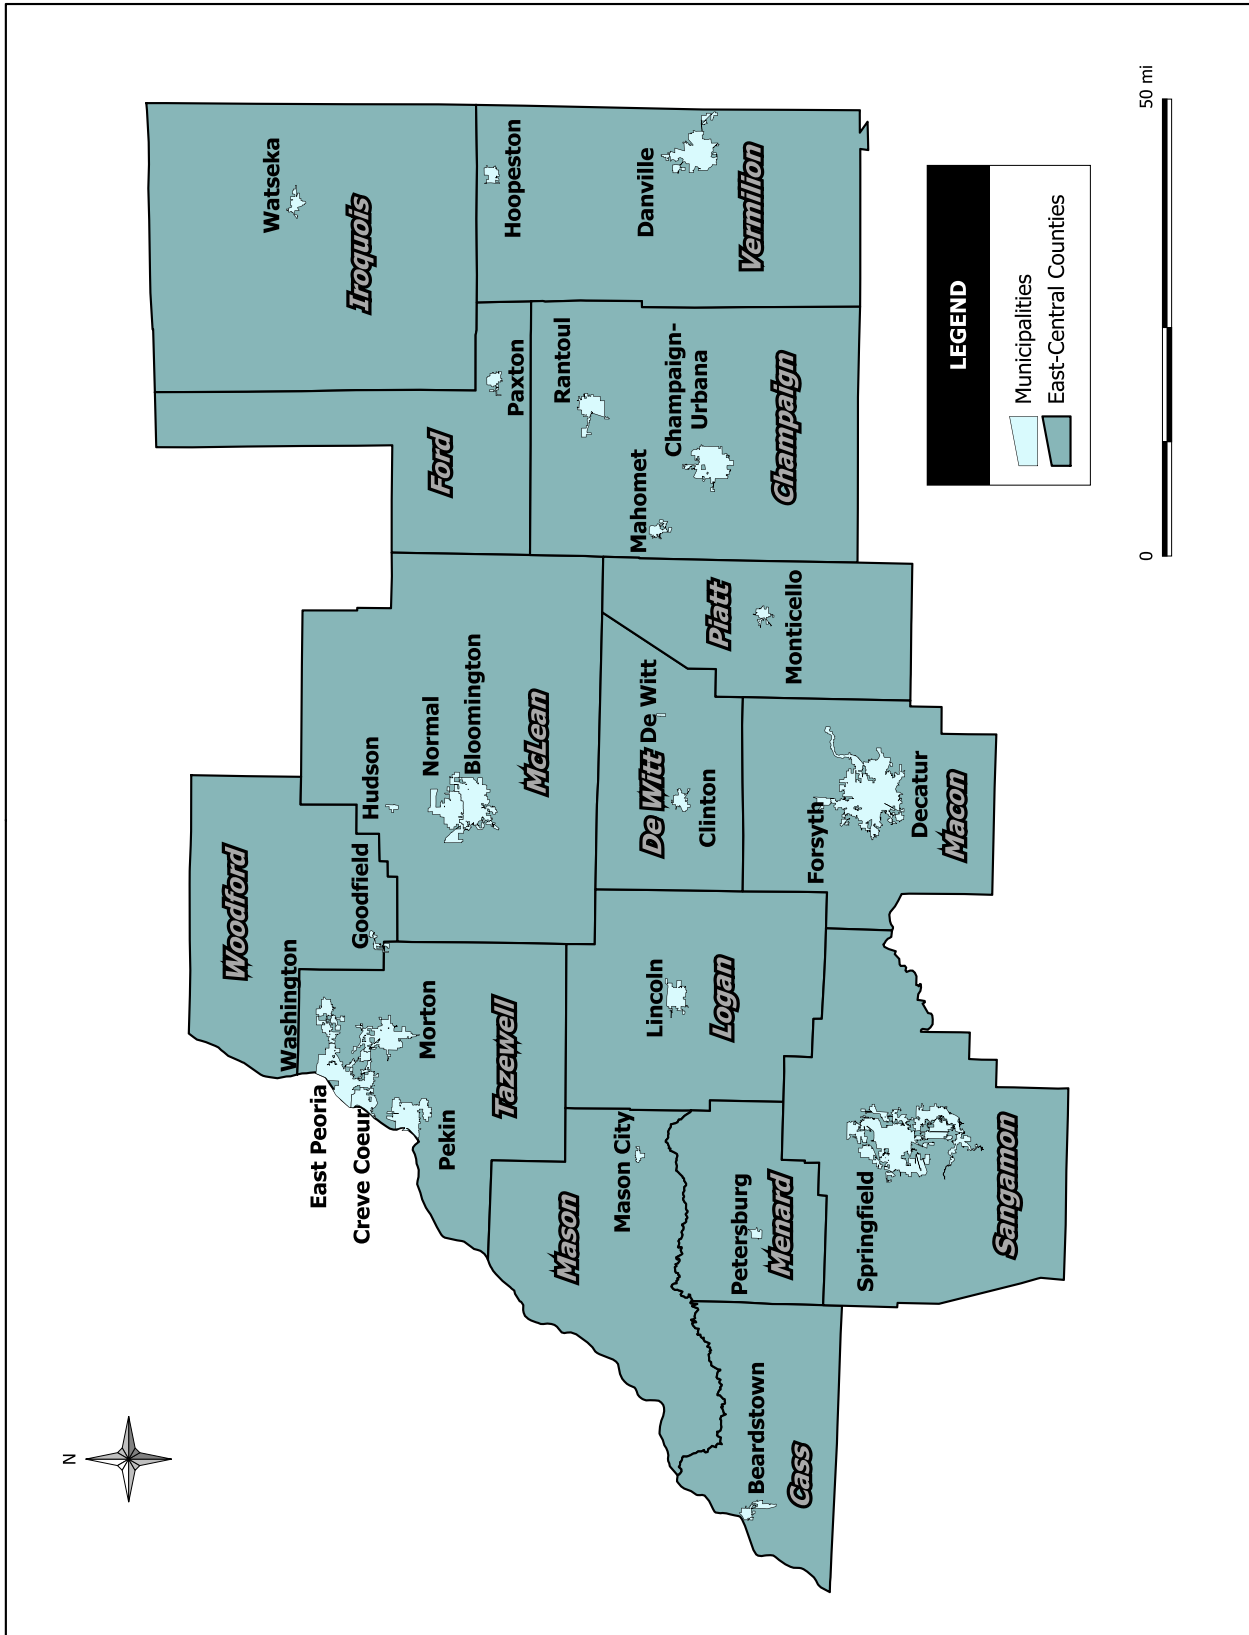 N
Watseka
Iroquois
Hoopeston
Danville
Vermilion
Paxton
Ford
Rantoul
Champaign-
Urbana
Mahomet
Champaign
Woodford
Washington
Goodfield
Hudson
Normal
Bloomington
McLean
East Peoria
Creve Coeur
Morton
Pekin
Tazewell
De Witt
De Witt
Clinton
Piatt
Monticello
Mason
Mason City
Lincoln
Logan
Forsyth
Decatur
Macon
Petersburg
Menard
Springfield
Sangamon
Beardstown
Cass
LEGEND
Municipalities
East-Central Counties
0 50 mi